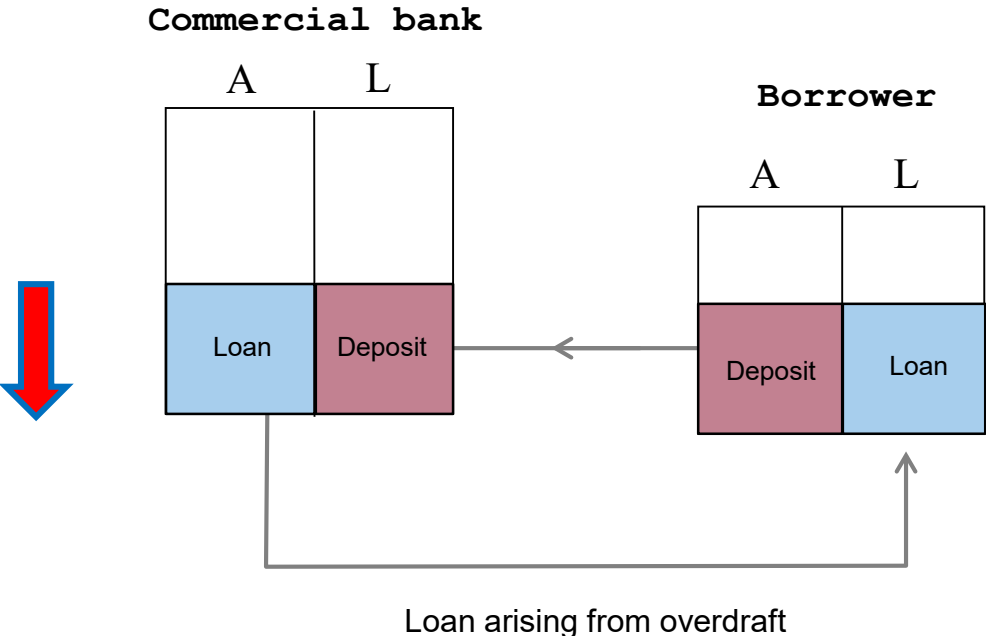 Commercial bank
A L
Borrower
A L
Loan Deposit
Deposit Loan
Loan arising from overdraft